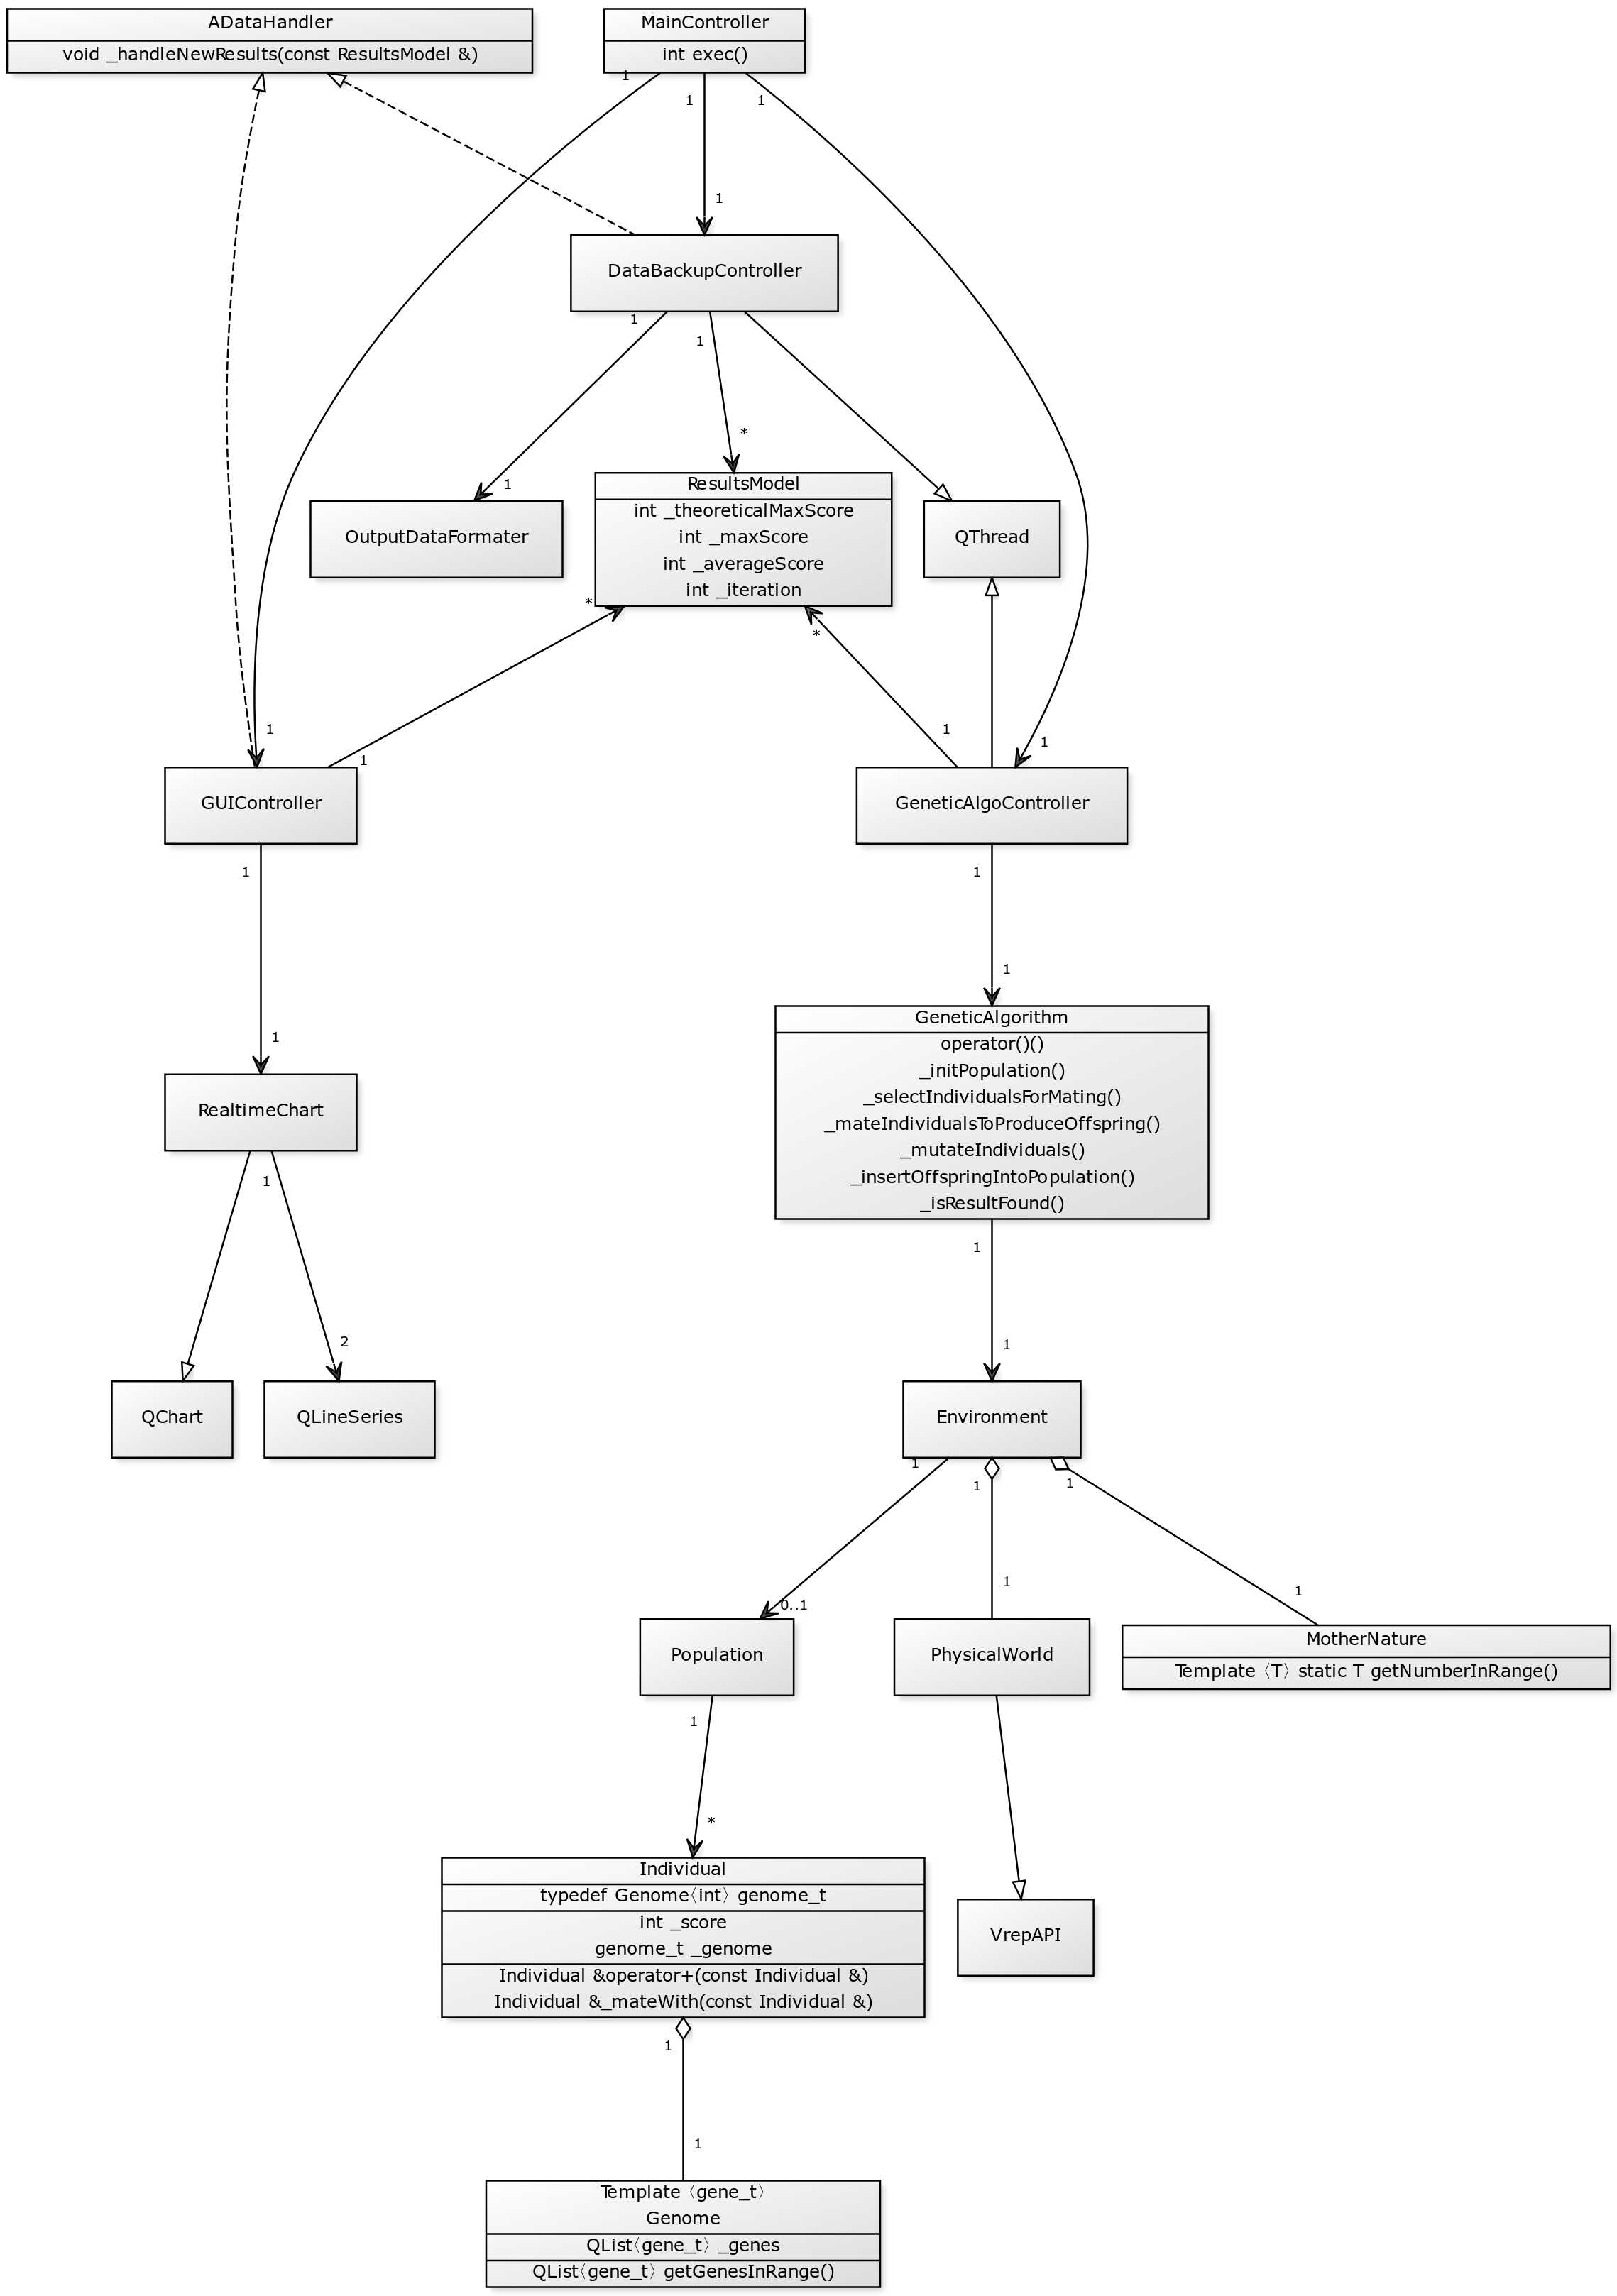 ADataHandler
void _handleNewResults(const ResultsModel &)
MainController
int exec()
1
1
1
1
DataBackupController
1
1
*
1
OutputDataFormater
ResultsModel
int _theoreticalMaxScore
int _maxScore
int _averageScore
int _iteration
QThread
*
*
1
1
1
1
GUIController
GeneticAlgoController
1
1
1
1
GeneticAlgorithm
operator()()
_initPopulation()
_selectIndividualsForMating()
_mateIndividualsToProduceOffspring()
_mutateIndividuals()
_insertOffspringIntoPopulation()
_isResultFound()
RealtimeChart
1
2
1
1
QChart
QLineSeries
Environment
1
1
1
0..1
1
1
Population
PhysicalWorld
MotherNature
Template 〈T〉 static T getNumberInRange()
1
*
Individual
typedef Genome〈int〉 genome_t
int _score
genome_t _genome
Individual &operator+(const Individual &)
Individual &_mateWith(const Individual &)
VrepAPI
1
1
Template 〈gene_t〉
Genome
QList〈gene_t〉 _genes
QList〈gene_t〉 getGenesInRange()